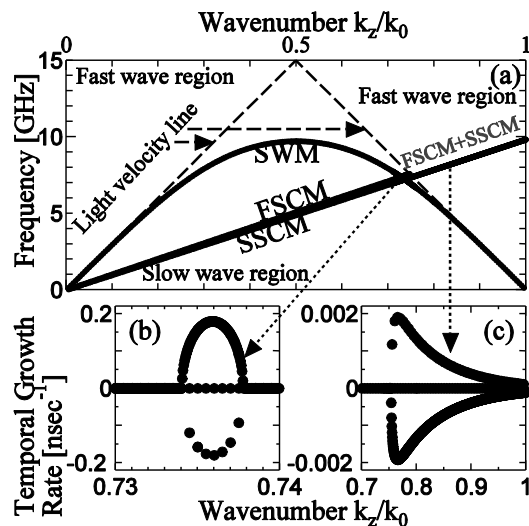 Wavenumber k_z/k_0
0 0.5 1
15
Fast wave region
(a)
Fast wave region
10
Light velocity line
SWM
FSCM+SSCM
Frequency [GHz]
5
FSCM
SSCM
Slow wave region
0
0.2
(b)
0.002
(c)
Temporal Growth
Rate [nsec^-1]
0
0
-0.2
-0.002
0.73 0.74 0.7 0.8 0.9 1
Wavenumber k_z/k_0